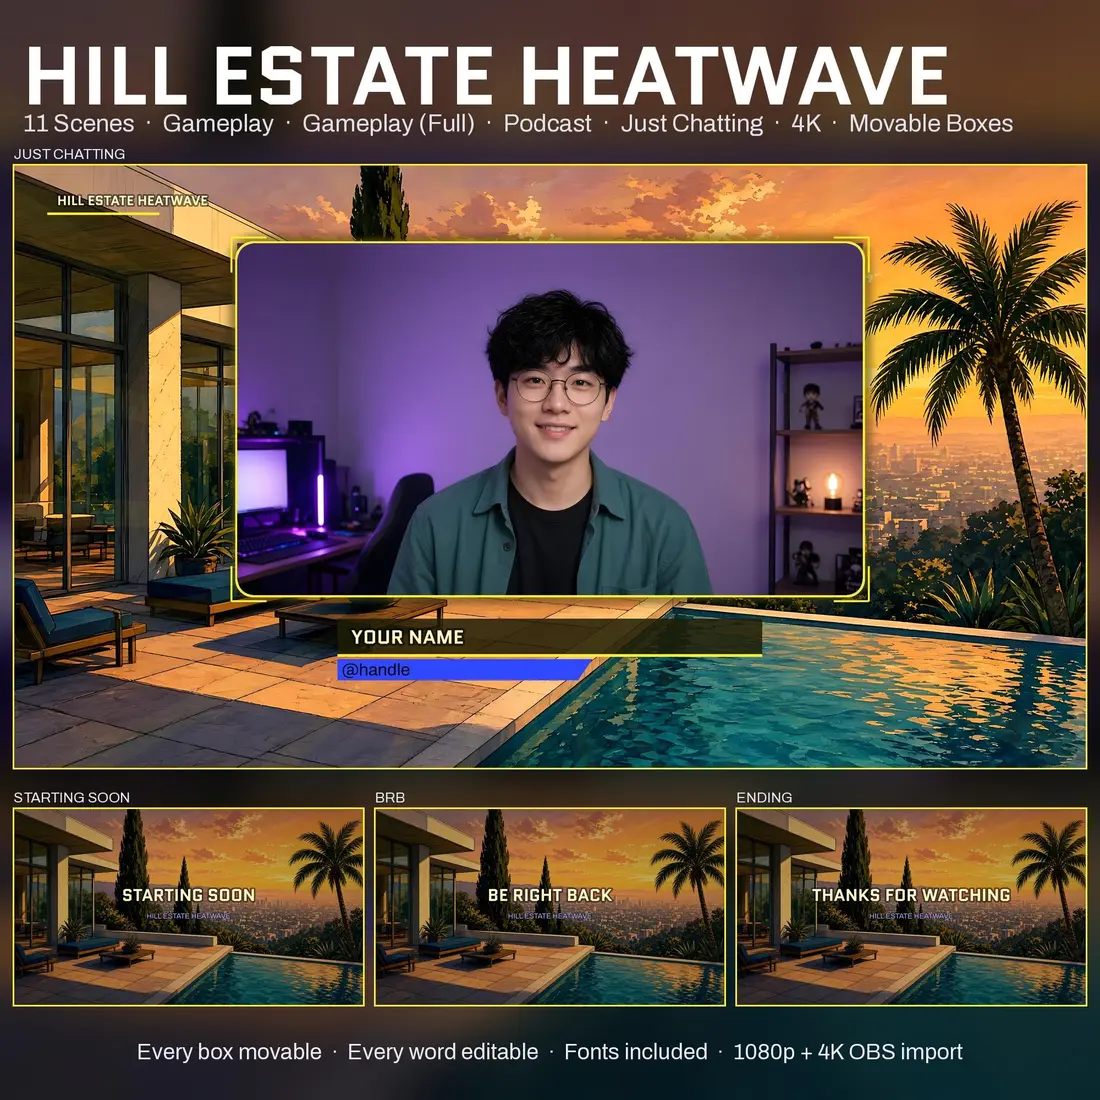 HILL ESTATE HEATWAVE
11 Scenes · Gameplay · Gameplay (Full) · Podcast · Just Chatting · 4K · Movable Boxes
JUST CHATTING
HILL ESTATE HEATWAVE
YOUR NAME
@handle
STARTING SOON
BRB
ENDING
STARTING SOON
HILL ESTATE HEATWAVE
BE RIGHT BACK
HILL ESTATE HEATWAVE
THANKS FOR WATCHING
HILL ESTATE HEATWAVE
Every box movable · Every word editable · Fonts included · 1080p + 4K OBS import